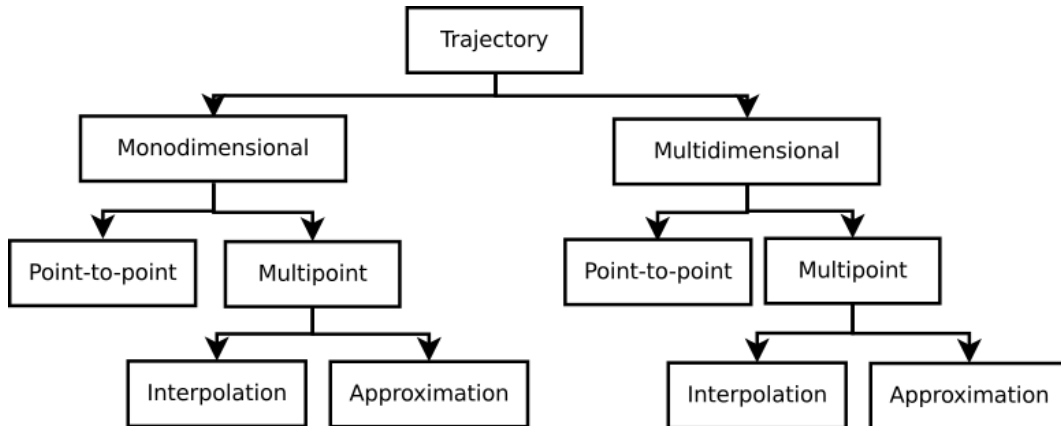 Trajectory
Monodimensional
Multidimensional
Point-to-point
Multipoint
Point-to-point
Multipoint
Interpolation
Approximation
Interpolation
Approximation